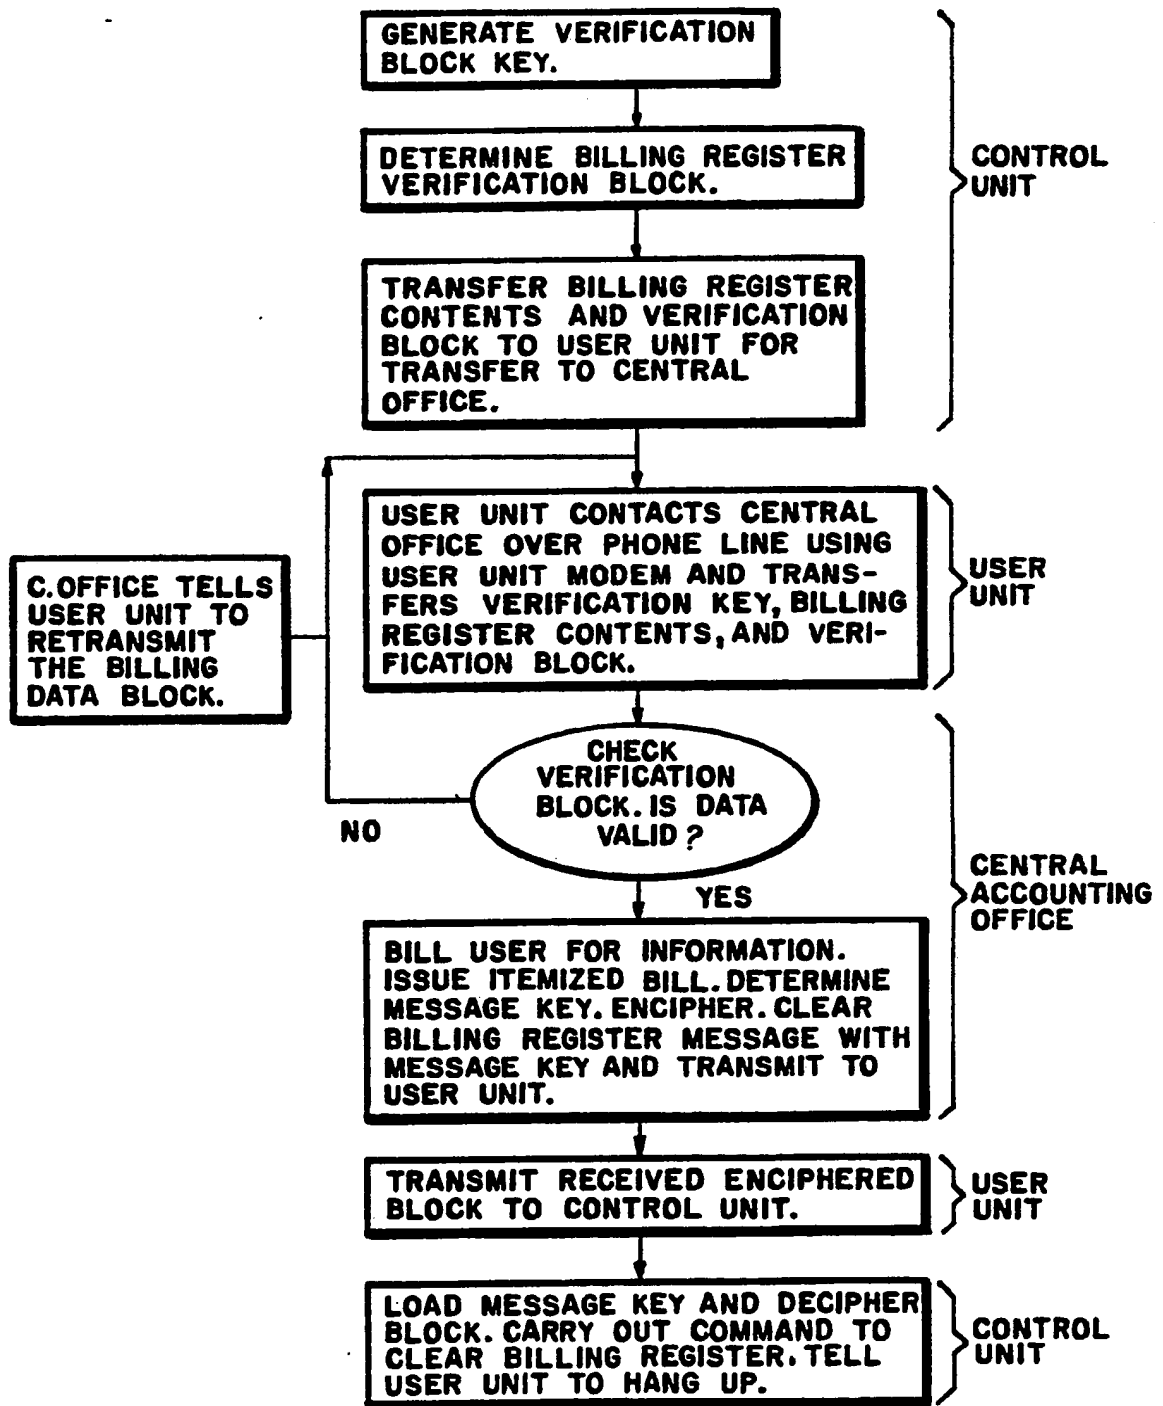 GENERATE VERIFICATION
BLOCK KEY.
DETERMINE BILLING REGISTER
VERIFICATION BLOCK.
TRANSFER BILLING REGISTER
CONTENTS AND VERIFICATION
BLOCK TO USER UNIT FOR
TRANSFER TO CENTRAL
OFFICE.
CONTROL
UNIT
USER UNIT CONTACTS CENTRAL
OFFICE OVER PHONE LINE USING
USER UNIT MODEM AND TRANS-
FERS VERIFICATION KEY, BILLING
REGISTER CONTENTS, AND VERI-
FICATION BLOCK.
USER
UNIT
C.OFFICE TELLS
USER UNIT TO
RETRANSMIT
THE BILLING
DATA BLOCK.
CHECK
VERIFICATION
BLOCK. IS DATA
VALID?
NO
YES
BILL USER FOR INFORMATION.
ISSUE ITEMIZED BILL. DETERMINE
MESSAGE KEY. ENCIPHER. CLEAR
BILLING REGISTER MESSAGE WITH
MESSAGE KEY AND TRANSMIT TO
USER UNIT.
CENTRAL
ACCOUNTING
OFFICE
TRANSMIT RECEIVED ENCIPHERED
BLOCK TO CONTROL UNIT.
USER
UNIT
LOAD MESSAGE KEY AND DECIPHER
BLOCK. CARRY OUT COMMAND TO
CLEAR BILLING REGISTER. TELL
USER UNIT TO HANG UP.
CONTROL
UNIT